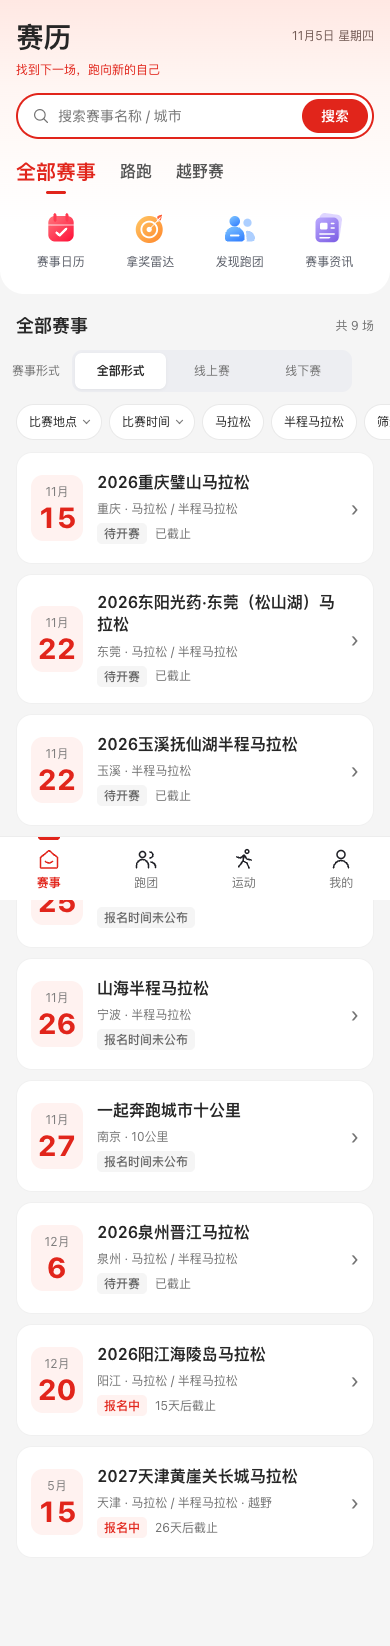 赛历
11月5日 星期四
找到下一场，跑向新的自己
搜索赛事名称 / 城市
搜索
全部赛事
路跑
越野赛
赛事日历
拿奖雷达
发现跑团
赛事资讯
全部赛事
共 9 场
赛事形式
全部形式
线上赛
线下赛
比赛地点
比赛时间
马拉松
半程马拉松
筛
11月
15
2026重庆璧山马拉松
重庆 · 马拉松 / 半程马拉松
待开赛 已截止
11月
22
2026东阳光药·东莞（松山湖）马
拉松
东莞 · 马拉松 / 半程马拉松
待开赛 已截止
11月
22
2026玉溪抚仙湖半程马拉松
玉溪 · 半程马拉松
待开赛 已截止
赛事
跑团
运动
我的
25
报名时间未公布
11月
26
山海半程马拉松
宁波 · 半程马拉松
报名时间未公布
11月
27
一起奔跑城市十公里
南京 · 10公里
报名时间未公布
12月
6
2026泉州晋江马拉松
泉州 · 马拉松 / 半程马拉松
待开赛 已截止
12月
20
2026阳江海陵岛马拉松
阳江 · 马拉松 / 半程马拉松
报名中 15天后截止
5月
15
2027天津黄崖关长城马拉松
天津 · 马拉松 / 半程马拉松 · 越野
报名中 26天后截止